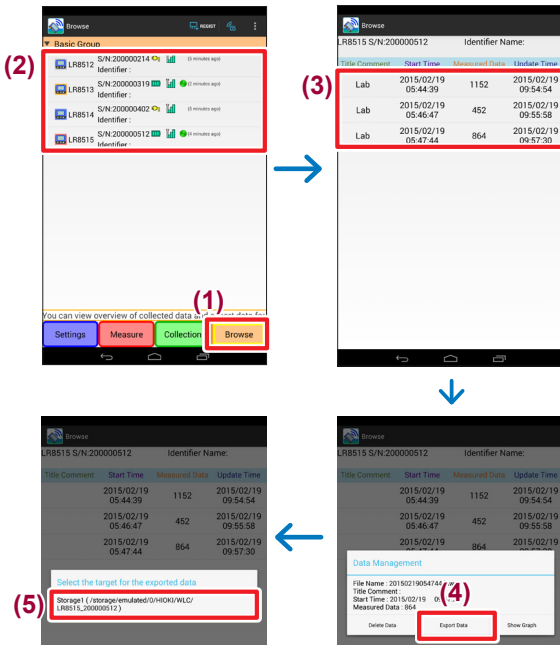 Browse
REGIST
Basic Group
(2)
LR8512 S/N:200000214 (5 minutes ago)
Identifier :
LR8513 S/N:200000319 (2 minutes ago)
Identifier :
LR8514 S/N:200000402 (5 minutes ago)
Identifier :
LR8515 S/N:200000512 (4 minutes ago)
Identifier :
(1)
You can view overview of collected data and
Settings Measure Collection Browse
Browse
LR8515 S/N:200000512 Identifier Name:
Title Comment Start Time Measured Data Update Time
(3)
Lab 2015/02/19 05:44:39 1152 2015/02/19 09:54:54
Lab 2015/02/19 05:46:47 452 2015/02/19 09:55:58
Lab 2015/02/19 05:47:44 864 2015/02/19 09:57:30
Browse
LR8515 S/N:200000512 Identifier Name:
Title Comment Start Time Measured Data Update Time
2015/02/19 05:44:39 1152 2015/02/19 09:54:54
2015/02/19 05:46:47 452 2015/02/19 09:55:58
2015/02/19 05:47:44 864 2015/02/19 09:57:30
Select the target for the exported data
(5)
Storage1 ( /storage/emulated/0/HIOKI/WLC/
LR8515_200000512 )
Browse
LR8515 S/N:200000512 Identifier Name:
Title Comment Start Time Measured Data Update Time
2015/02/19 05:44:39 1152 2015/02/19 09:54:54
2015/02/19 05:46:47 452 2015/02/19 09:55:58
2015/02/19 864 2015/02/19
Data Management
File Name : 20150219054744
Title Comment :
(4)
Start Time : 2015/02/19
Measured Data : 864
Delete Data Export Data Show Graph